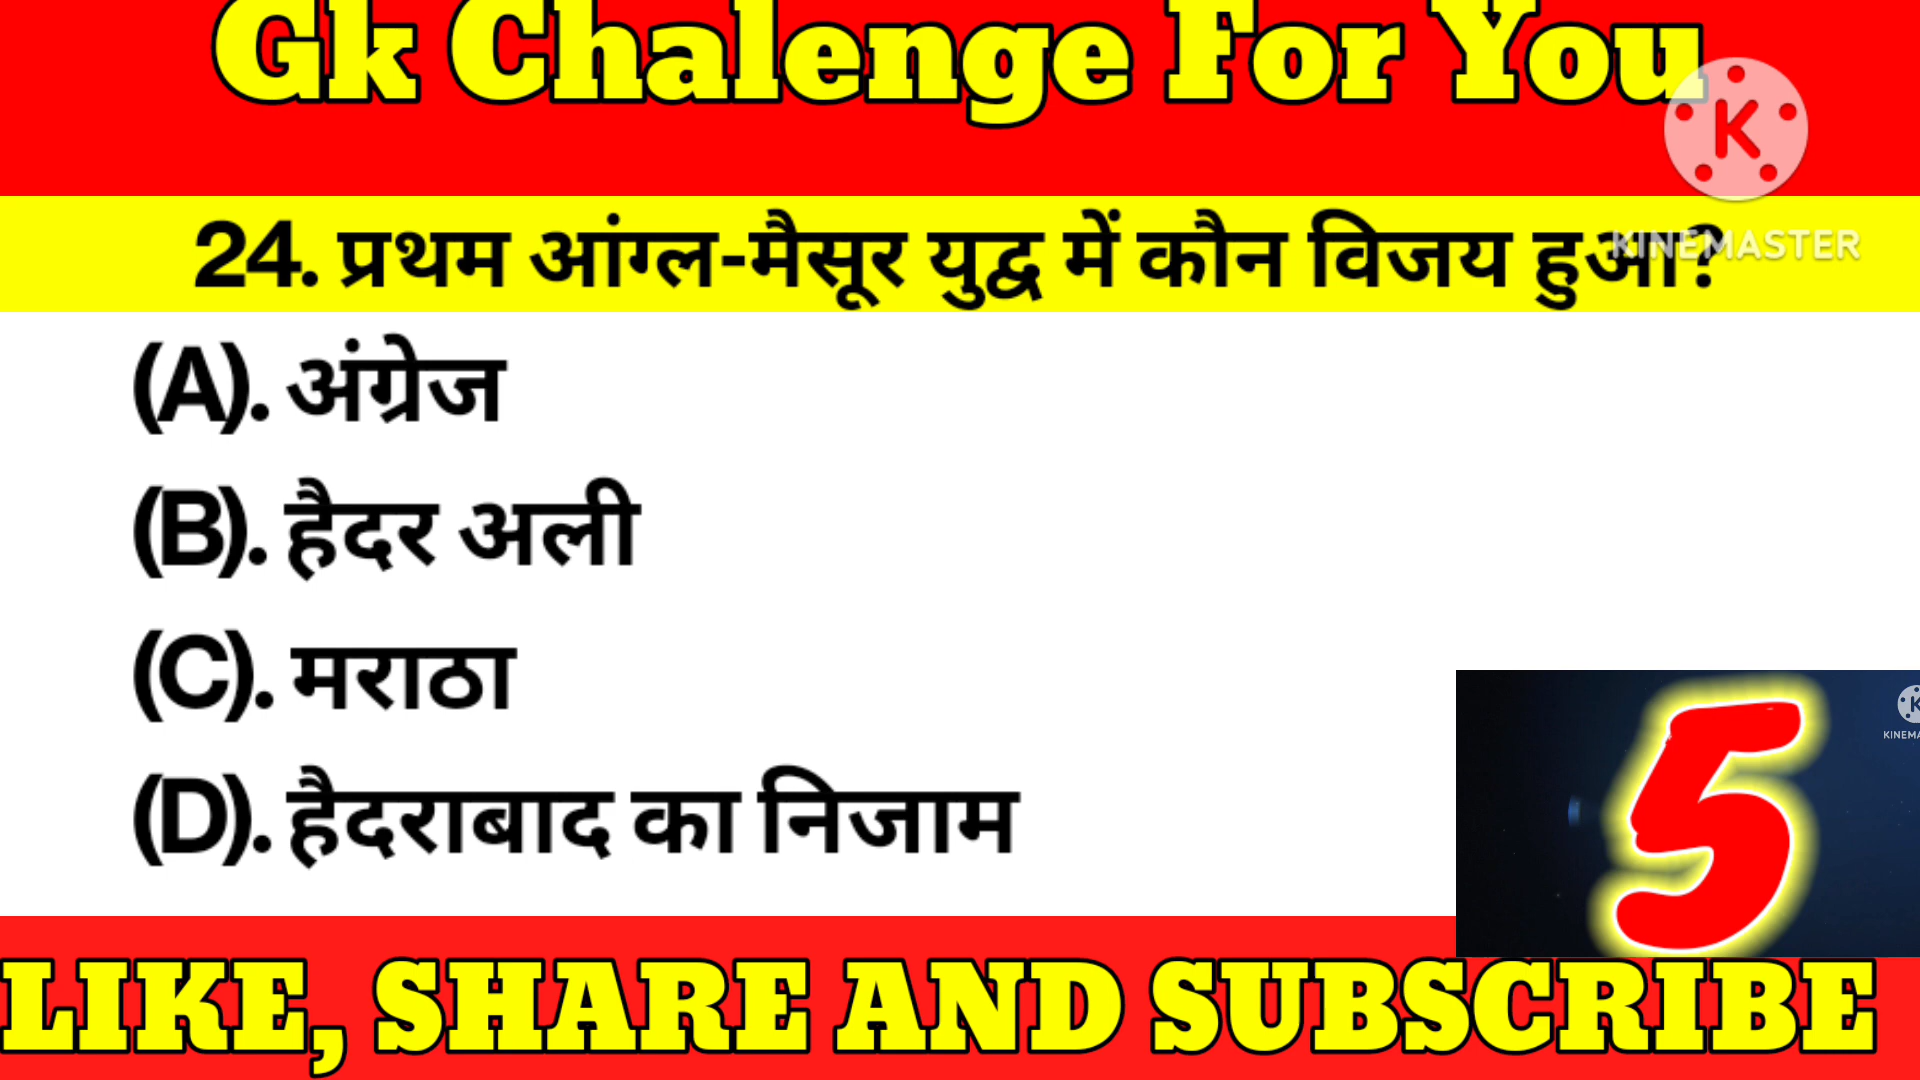 Gk Chalenge For You
K
KINEMASTER
24. प्रथम आंग्ल-मैसूर युद्व में कौन विजय हुआ?
(A). अंग्रेज
(B). हैदर अली
(C). मराठा
(D). हैदराबाद का निजाम
5
LIKE, SHARE AND SUBSCRIBE